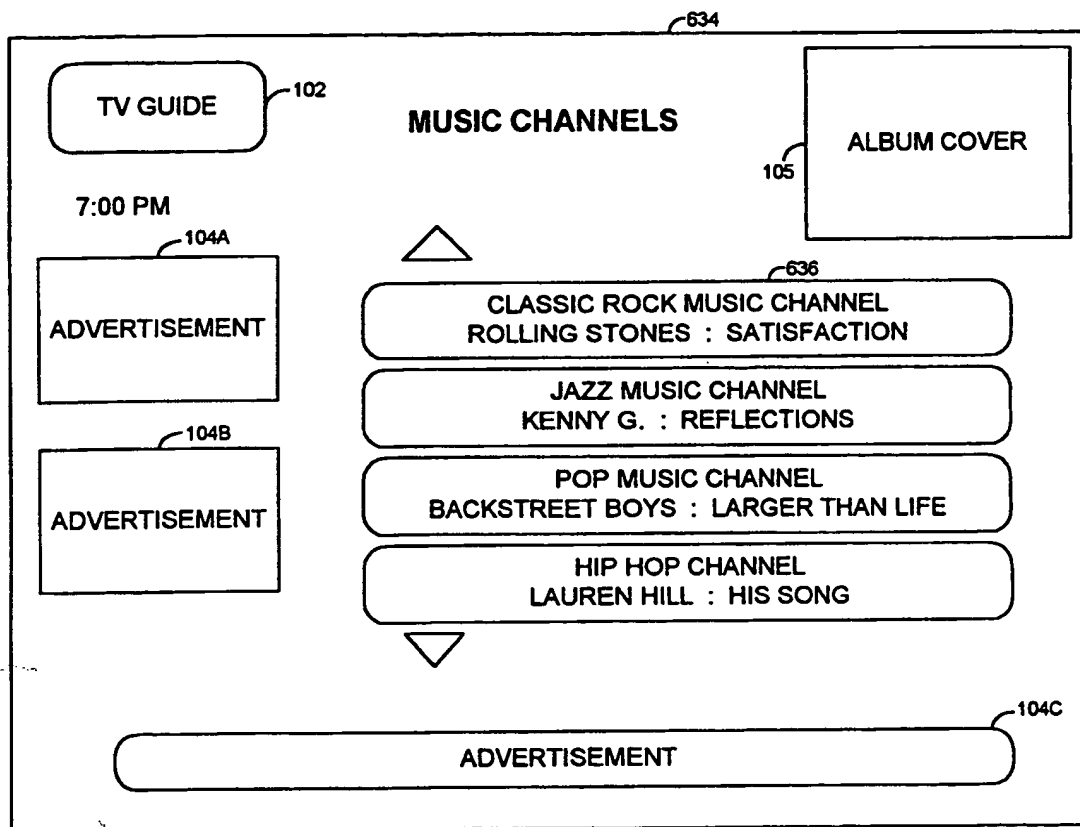 634
TV GUIDE
102
MUSIC CHANNELS
ALBUM COVER
105
7:00 PM
104A
ADVERTISEMENT
104B
ADVERTISEMENT
636
CLASSIC ROCK MUSIC CHANNEL
ROLLING STONES : SATISFACTION
JAZZ MUSIC CHANNEL
KENNY G. : REFLECTIONS
POP MUSIC CHANNEL
BACKSTREET BOYS : LARGER THAN LIFE
HIP HOP CHANNEL
LAUREN HILL : HIS SONG
104C
ADVERTISEMENT